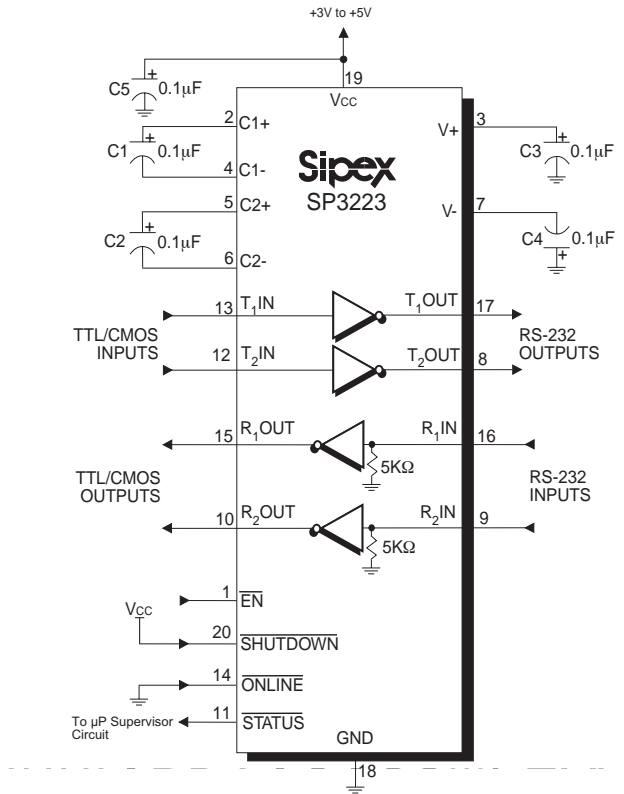 +3V to +5V
19
VCC
C5
+
0.1µF
2
C1+
V+
3
C1
+
0.1µF
C3
+
0.1µF
4
C1-
Sipex
SP3223
5
C2+
V-
7
C2
+
0.1µF
C4
0.1µF
+
6
C2-
13
T1IN
T1OUT
17
TTL/CMOS
INPUTS
RS-232
OUTPUTS
12
T2IN
T2OUT
8
15
R1OUT
R1IN
16
5KΩ
TTL/CMOS
OUTPUTS
RS-232
INPUTS
10
R2OUT
R2IN
9
5KΩ
1
EN
VCC
20
SHUTDOWN
14
ONLINE
To µP Supervisor
Circuit
11
STATUS
GND
18